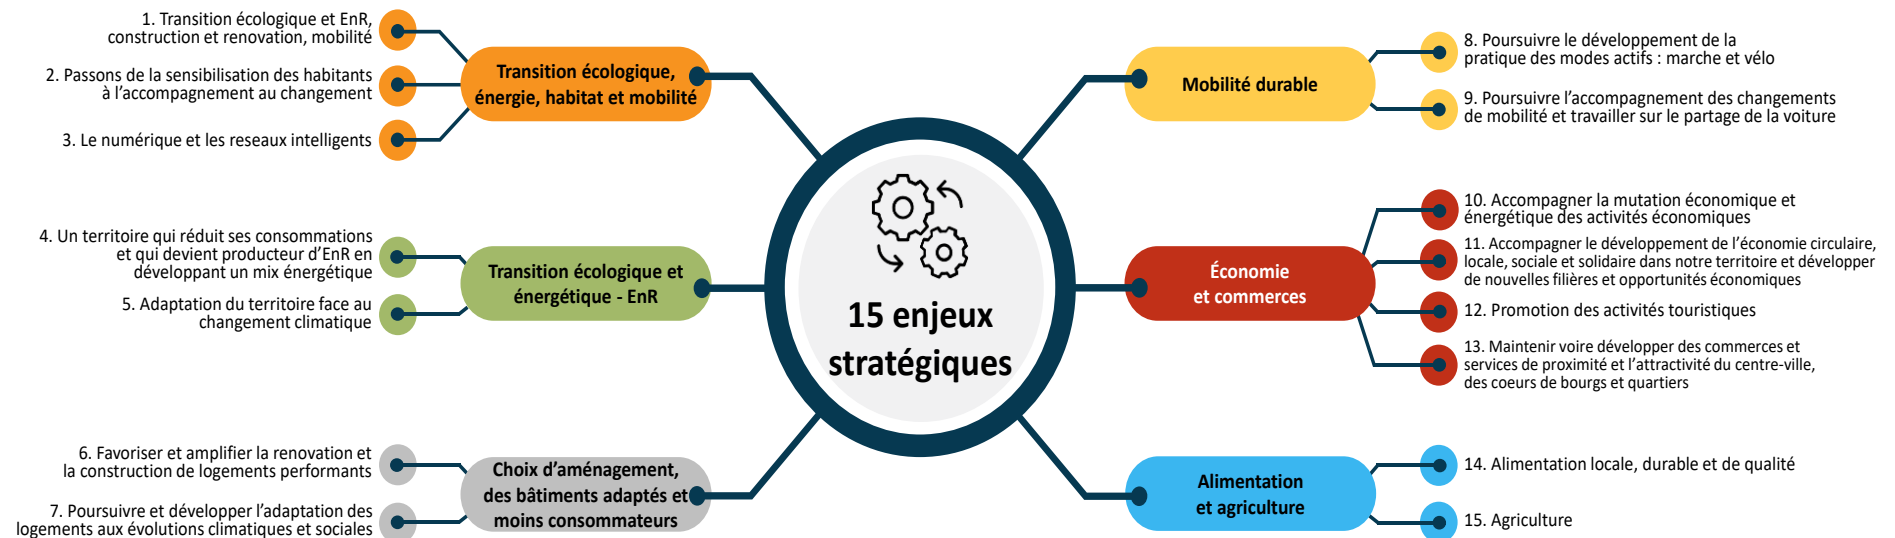 1. Transition écologique et EnR,
construction et renovation, mobilité
2. Passons de la sensibilisation des habitants
à l'accompagnement au changement
3. Le numérique et les reseaux intelligents
Transition écologique,
énergie, habitat et mobilité
4. Un territoire qui réduit ses consommations
et qui devient producteur d'EnR en
développant un mix énergétique
5. Adaptation du territoire face au
changement climatique
Transition écologique et
énergétique - EnR
6. Favoriser et amplifier la renovation et
la construction de logements performants
7. Poursuivre et développer l'adaptation des
logements aux évolutions climatiques et sociales
Choix d'aménagement,
des bâtiments adaptés et
moins consommateurs
15 enjeux
stratégiques
Mobilité durable
8. Poursuivre le développement de la
pratique des modes actifs : marche et vélo
9. Poursuivre l'accompagnement des changements
de mobilité et travailler sur le partage de la voiture
Économie
et commerces
10. Accompagner la mutation économique et
énergétique des activités économiques
11. Accompagner le développement de l'économie circulaire,
locale, sociale et solidaire dans notre territoire et développer
de nouvelles filières et opportunités économiques
12. Promotion des activités touristiques
13. Maintenir voire développer des commerces et
services de proximité et l'attractivité du centre-ville,
des coeurs de bourgs et quartiers
Alimentation
et agriculture
14. Alimentation locale, durable et de qualité
15. Agriculture